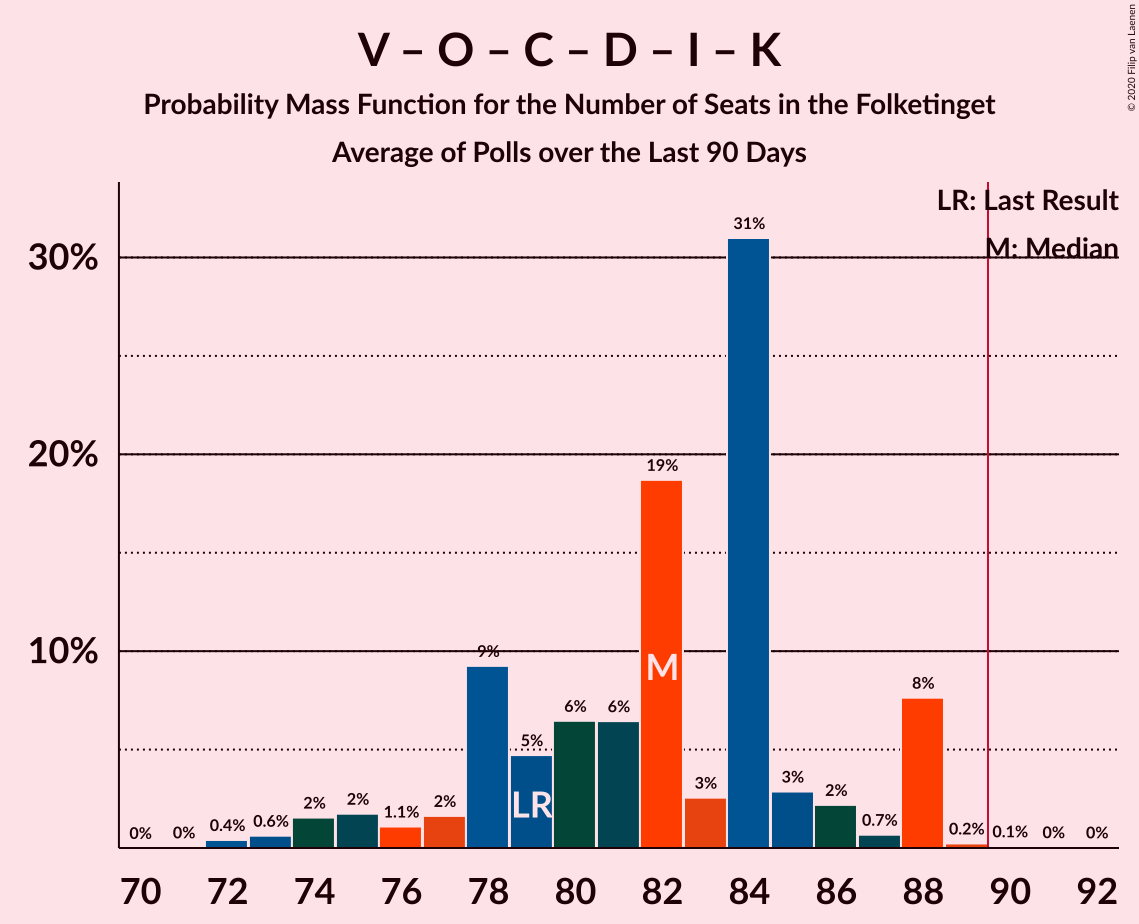 V – O – C – D – I – K
Probability Mass Function for the Number of Seats in the Folketinget
Average of Polls over the Last 90 Days
© 2020 Filip van Laenen
LR: Last Result
M: Median
30%
20%
10%
0%
0%
0.4%
0.6%
2%
2%
1.1%
2%
9%
5%
6%
6%
19%
3%
31%
3%
2%
0.7%
8%
0.2%
0.1%
0%
0%
LR
M
70 72 74 76 78 80 82 84 86 88 90 92